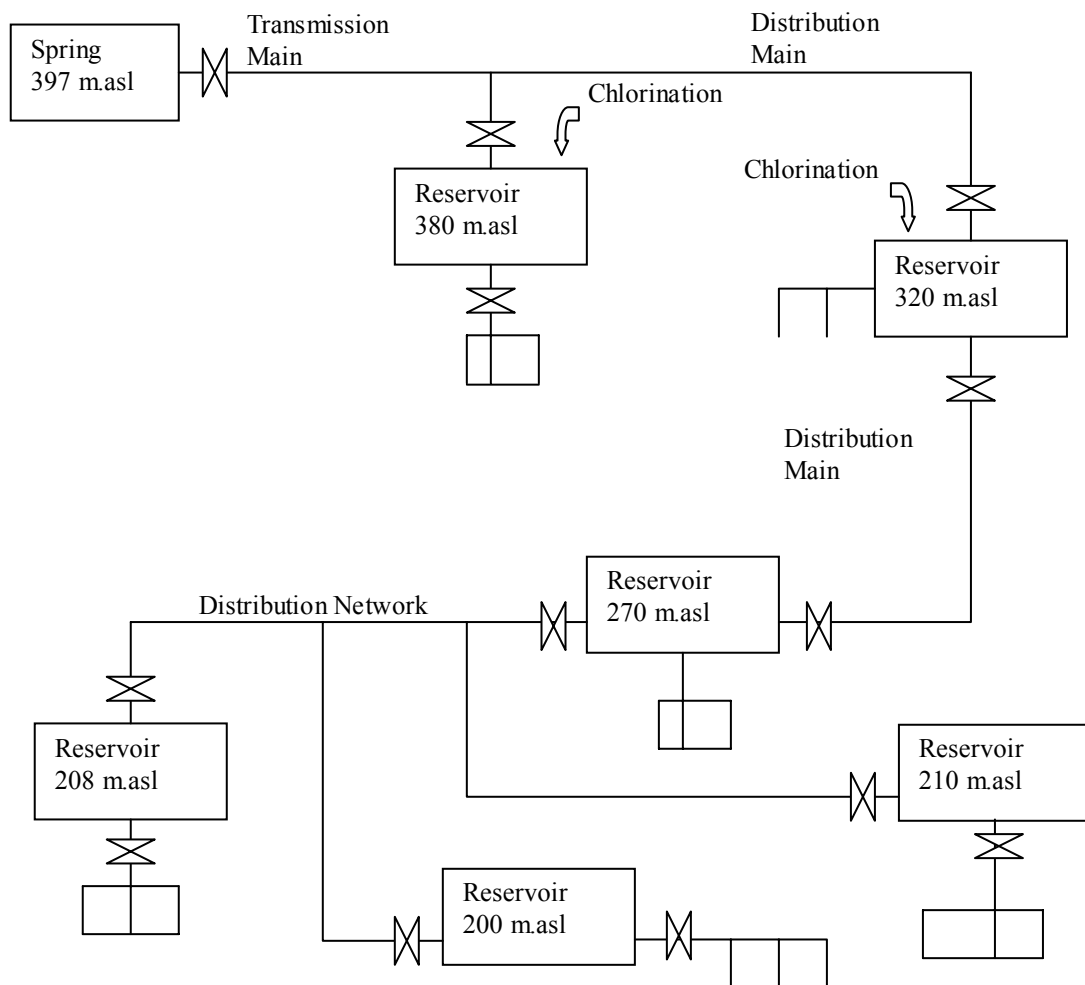 Spring
397 m.asl
Transmission
Main
Distribution
Main
Chlorination
Reservoir
380 m.asl
Chlorination
Reservoir
320 m.asl
Distribution
Main
Reservoir
270 m.asl
Distribution Network
Reservoir
208 m.asl
Reservoir
210 m.asl
Reservoir
200 m.asl